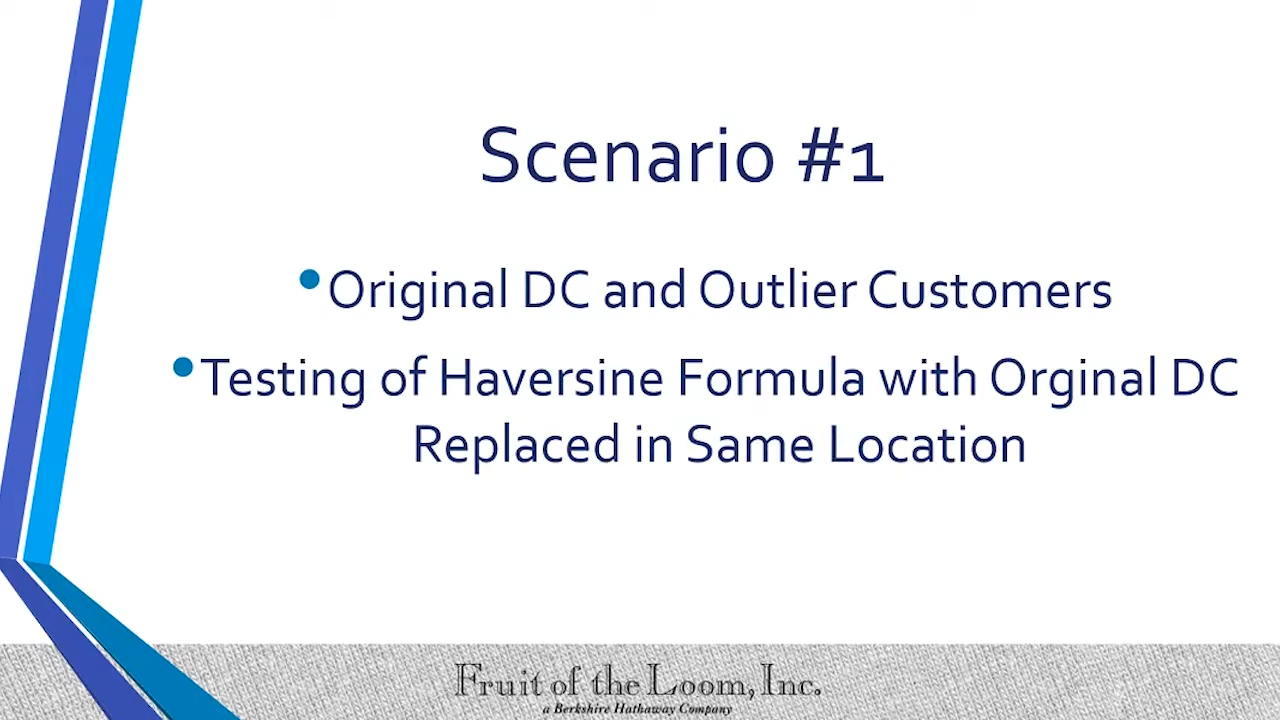 Scenario #1
•Original DC and Outlier Customers
•Testing of Haversine Formula with Orginal DC
Replaced in Same Location
Fruit of the Loom, Inc.
a Berkshire Hathaway Company